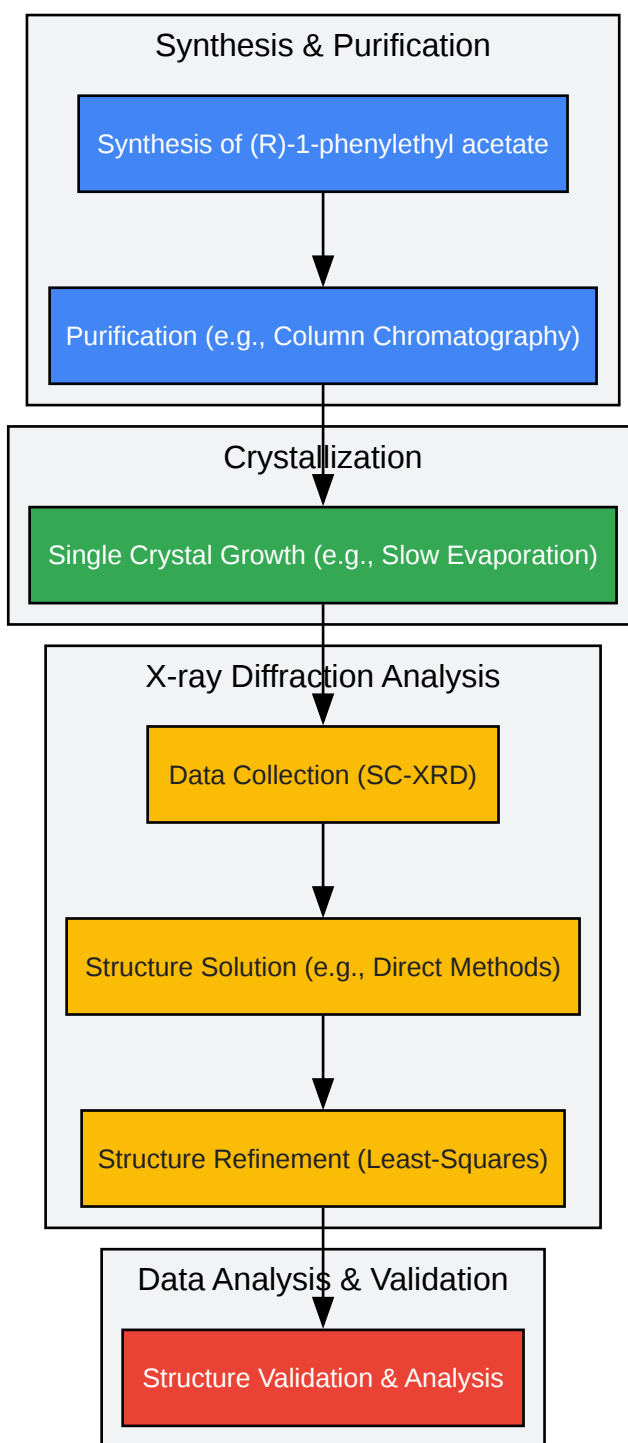 Synthesis & Purification
Synthesis of (R)-1-phenylethyl acetate
Purification (e.g., Column Chromatography)
Crystallization
Single Crystal Growth (e.g., Slow Evaporation)
X-ray Diffraction Analysis
Data Collection (SC-XRD)
Structure Solution (e.g., Direct Methods)
Structure Refinement (Least-Squares)
Data Analysis & Validation
Structure Validation & Analysis